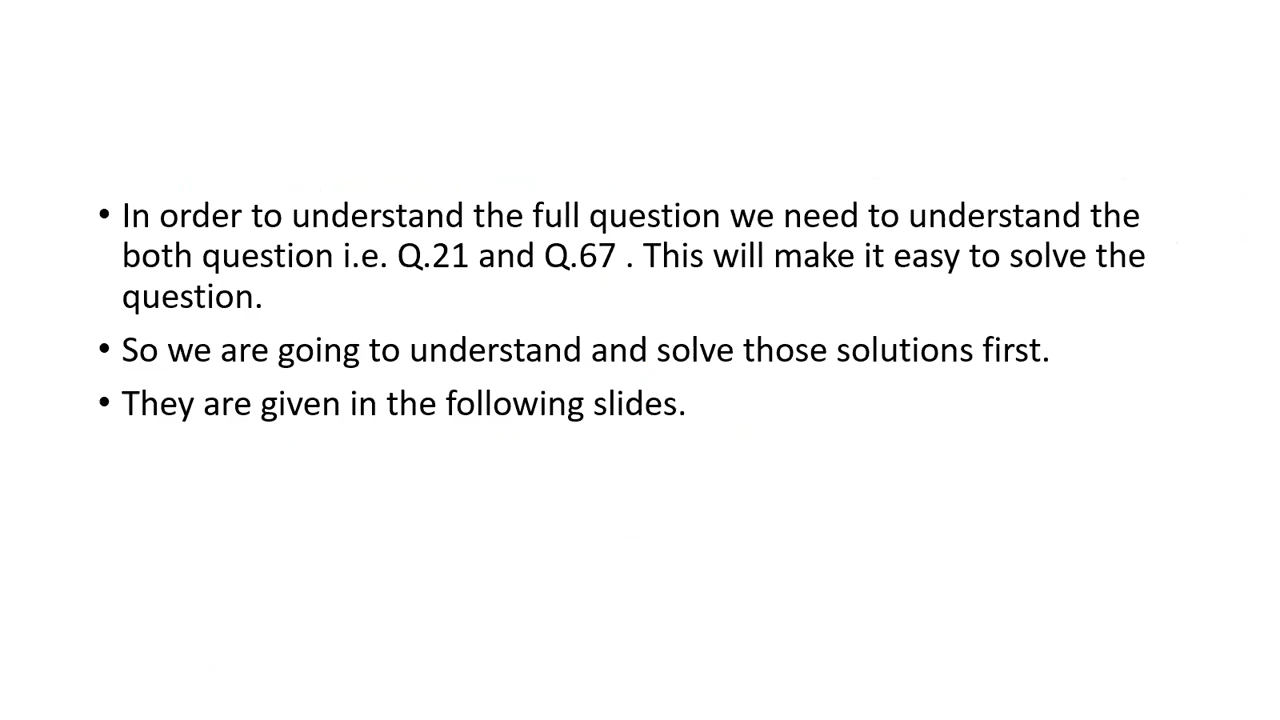 • In order to understand the full question we need to understand the
both question i.e. Q.21 and Q.67 . This will make it easy to solve the
question.
• So we are going to understand and solve those solutions first.
• They are given in the following slides.